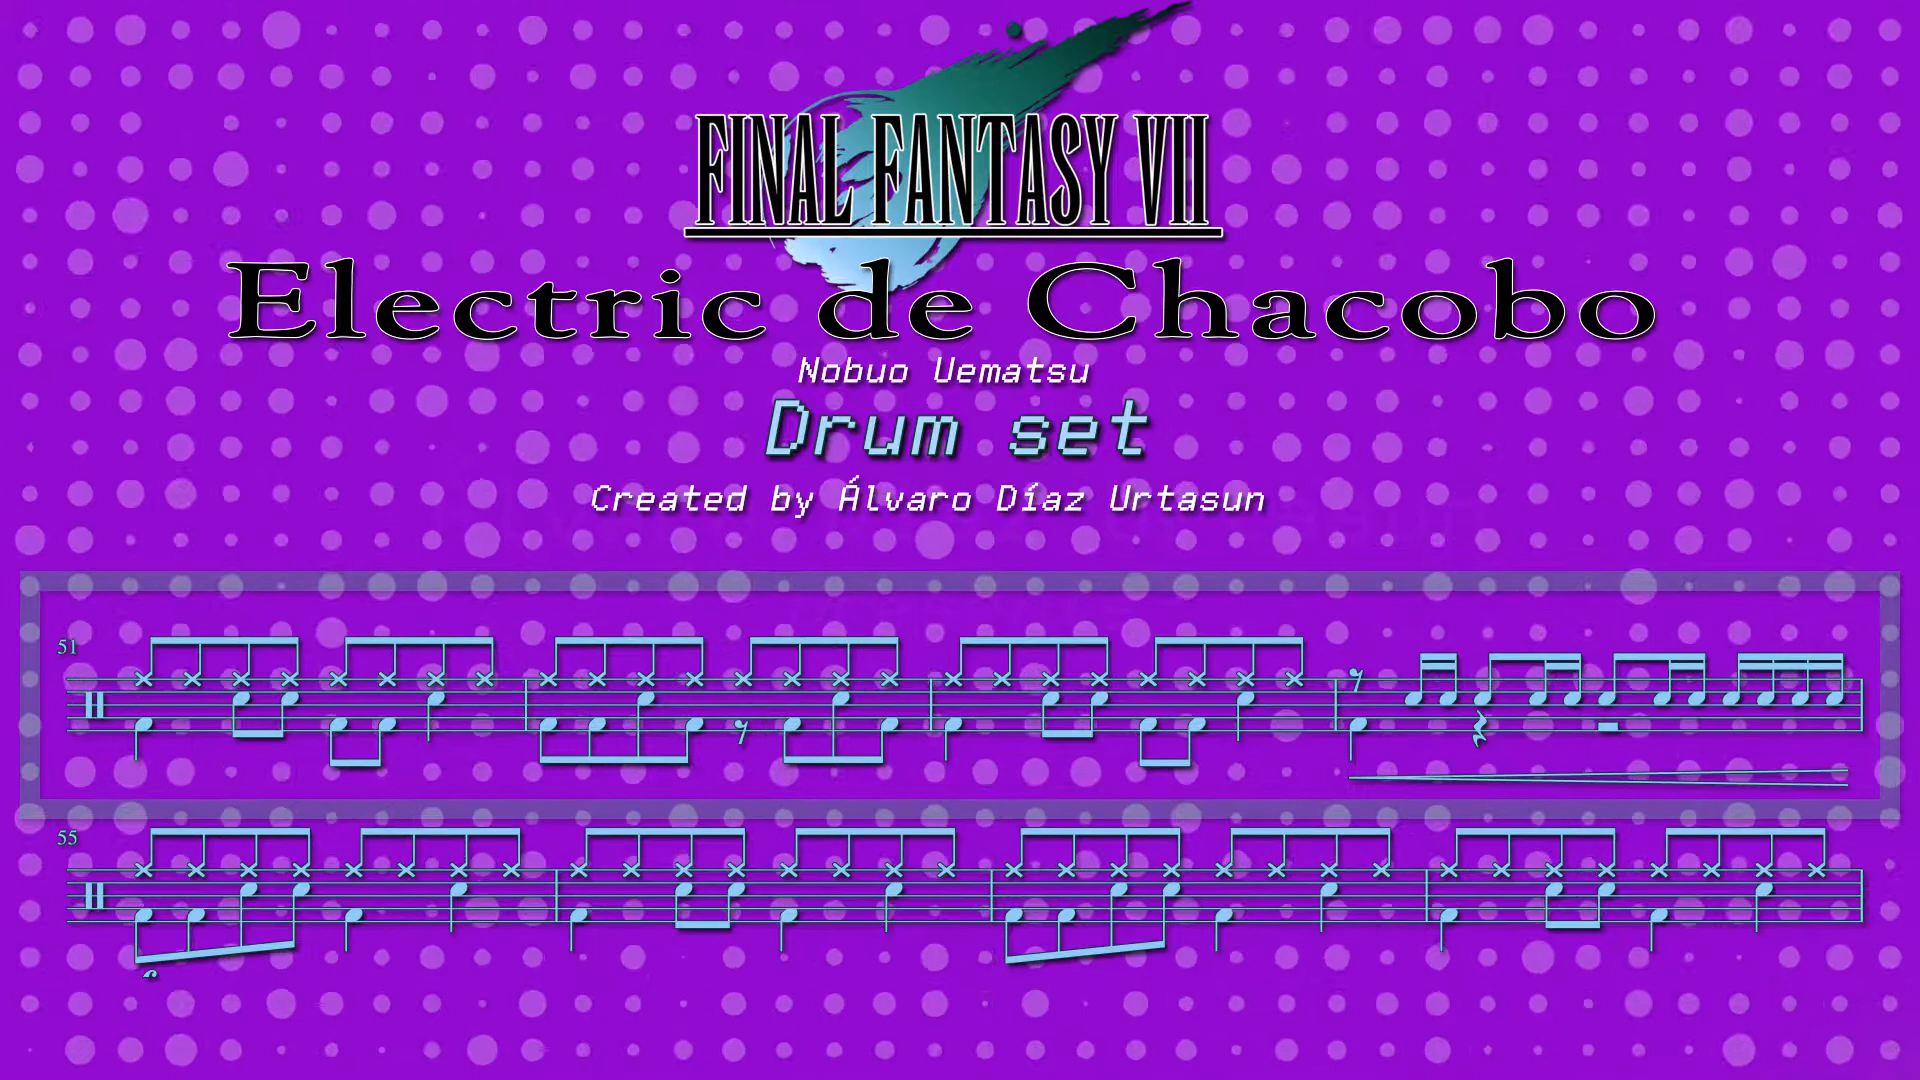 FINAL FANTASY VII
Electric de Chacobo
Nobuo Uematsu
Drum set
Created by Álvaro Díaz Urtasun
51
55